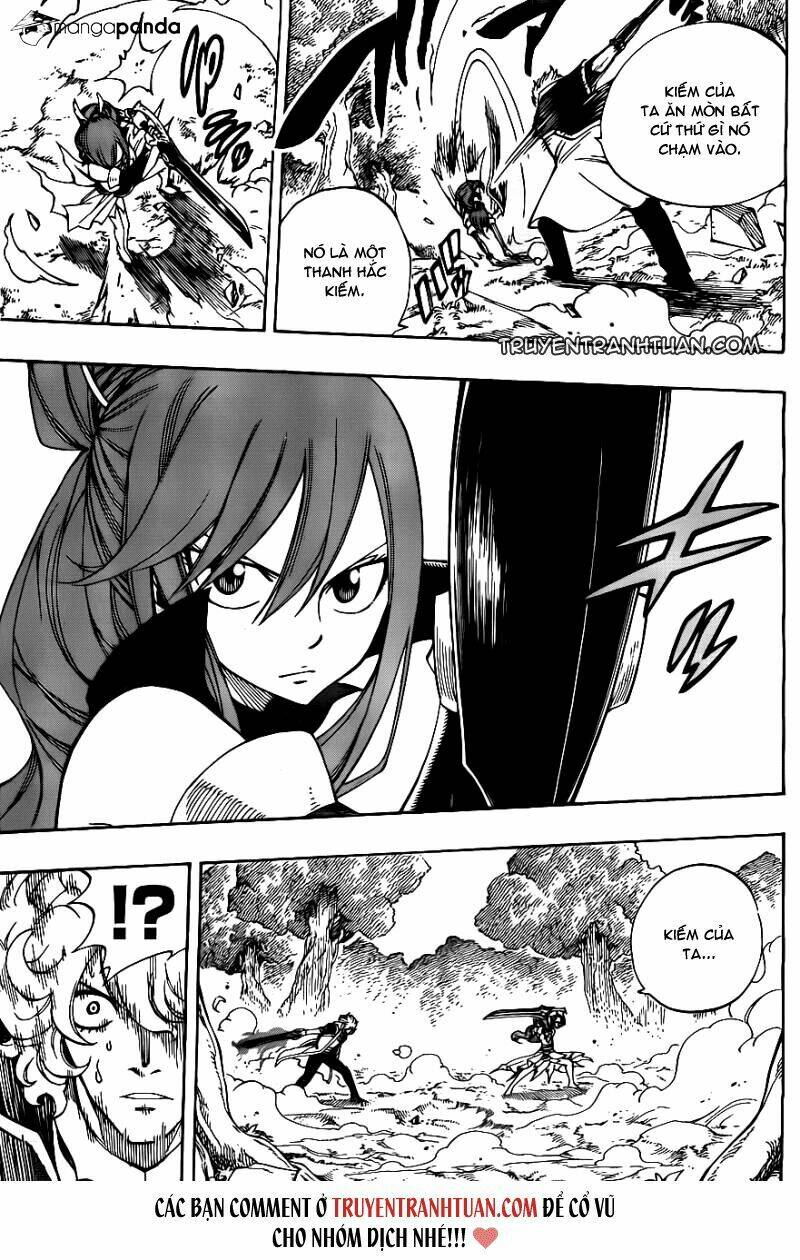 mangapanda
KIẾM CỦA
TA ĂN MÒN BẤT
CỨ THỨ GÌ NÓ
CHẠM VÀO.
NÓ LÀ MỘT
THANH HẮC
KIẾM.
TRUYENTRANHTUAN.COM
!?
KIẾM CỦA
TA...
CÁC BẠN COMMENT Ở TRUYENTRANHTUAN.COM ĐỂ CỔ VŨ
CHO NHÓM DỊCH NHÉ!!!